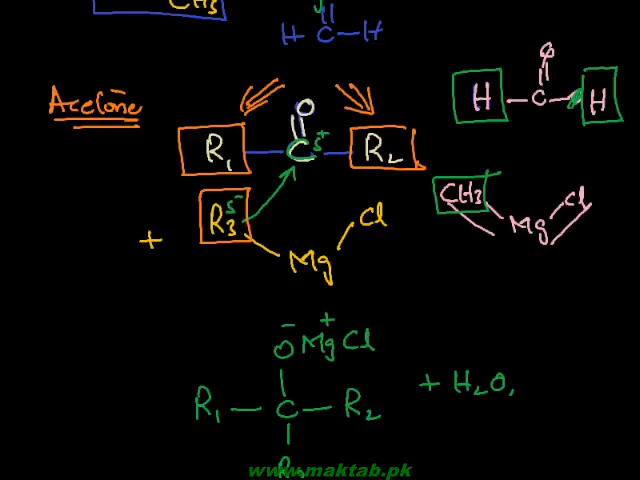 CH3
H C H
O
Acetone
O
R1 C δ+ R2
H C H
R3 δ- Mg Cl
CH3 Mg Cl
+
O- Mg+ Cl
R1 — C — R2 + H2O,
www.maktab.pk